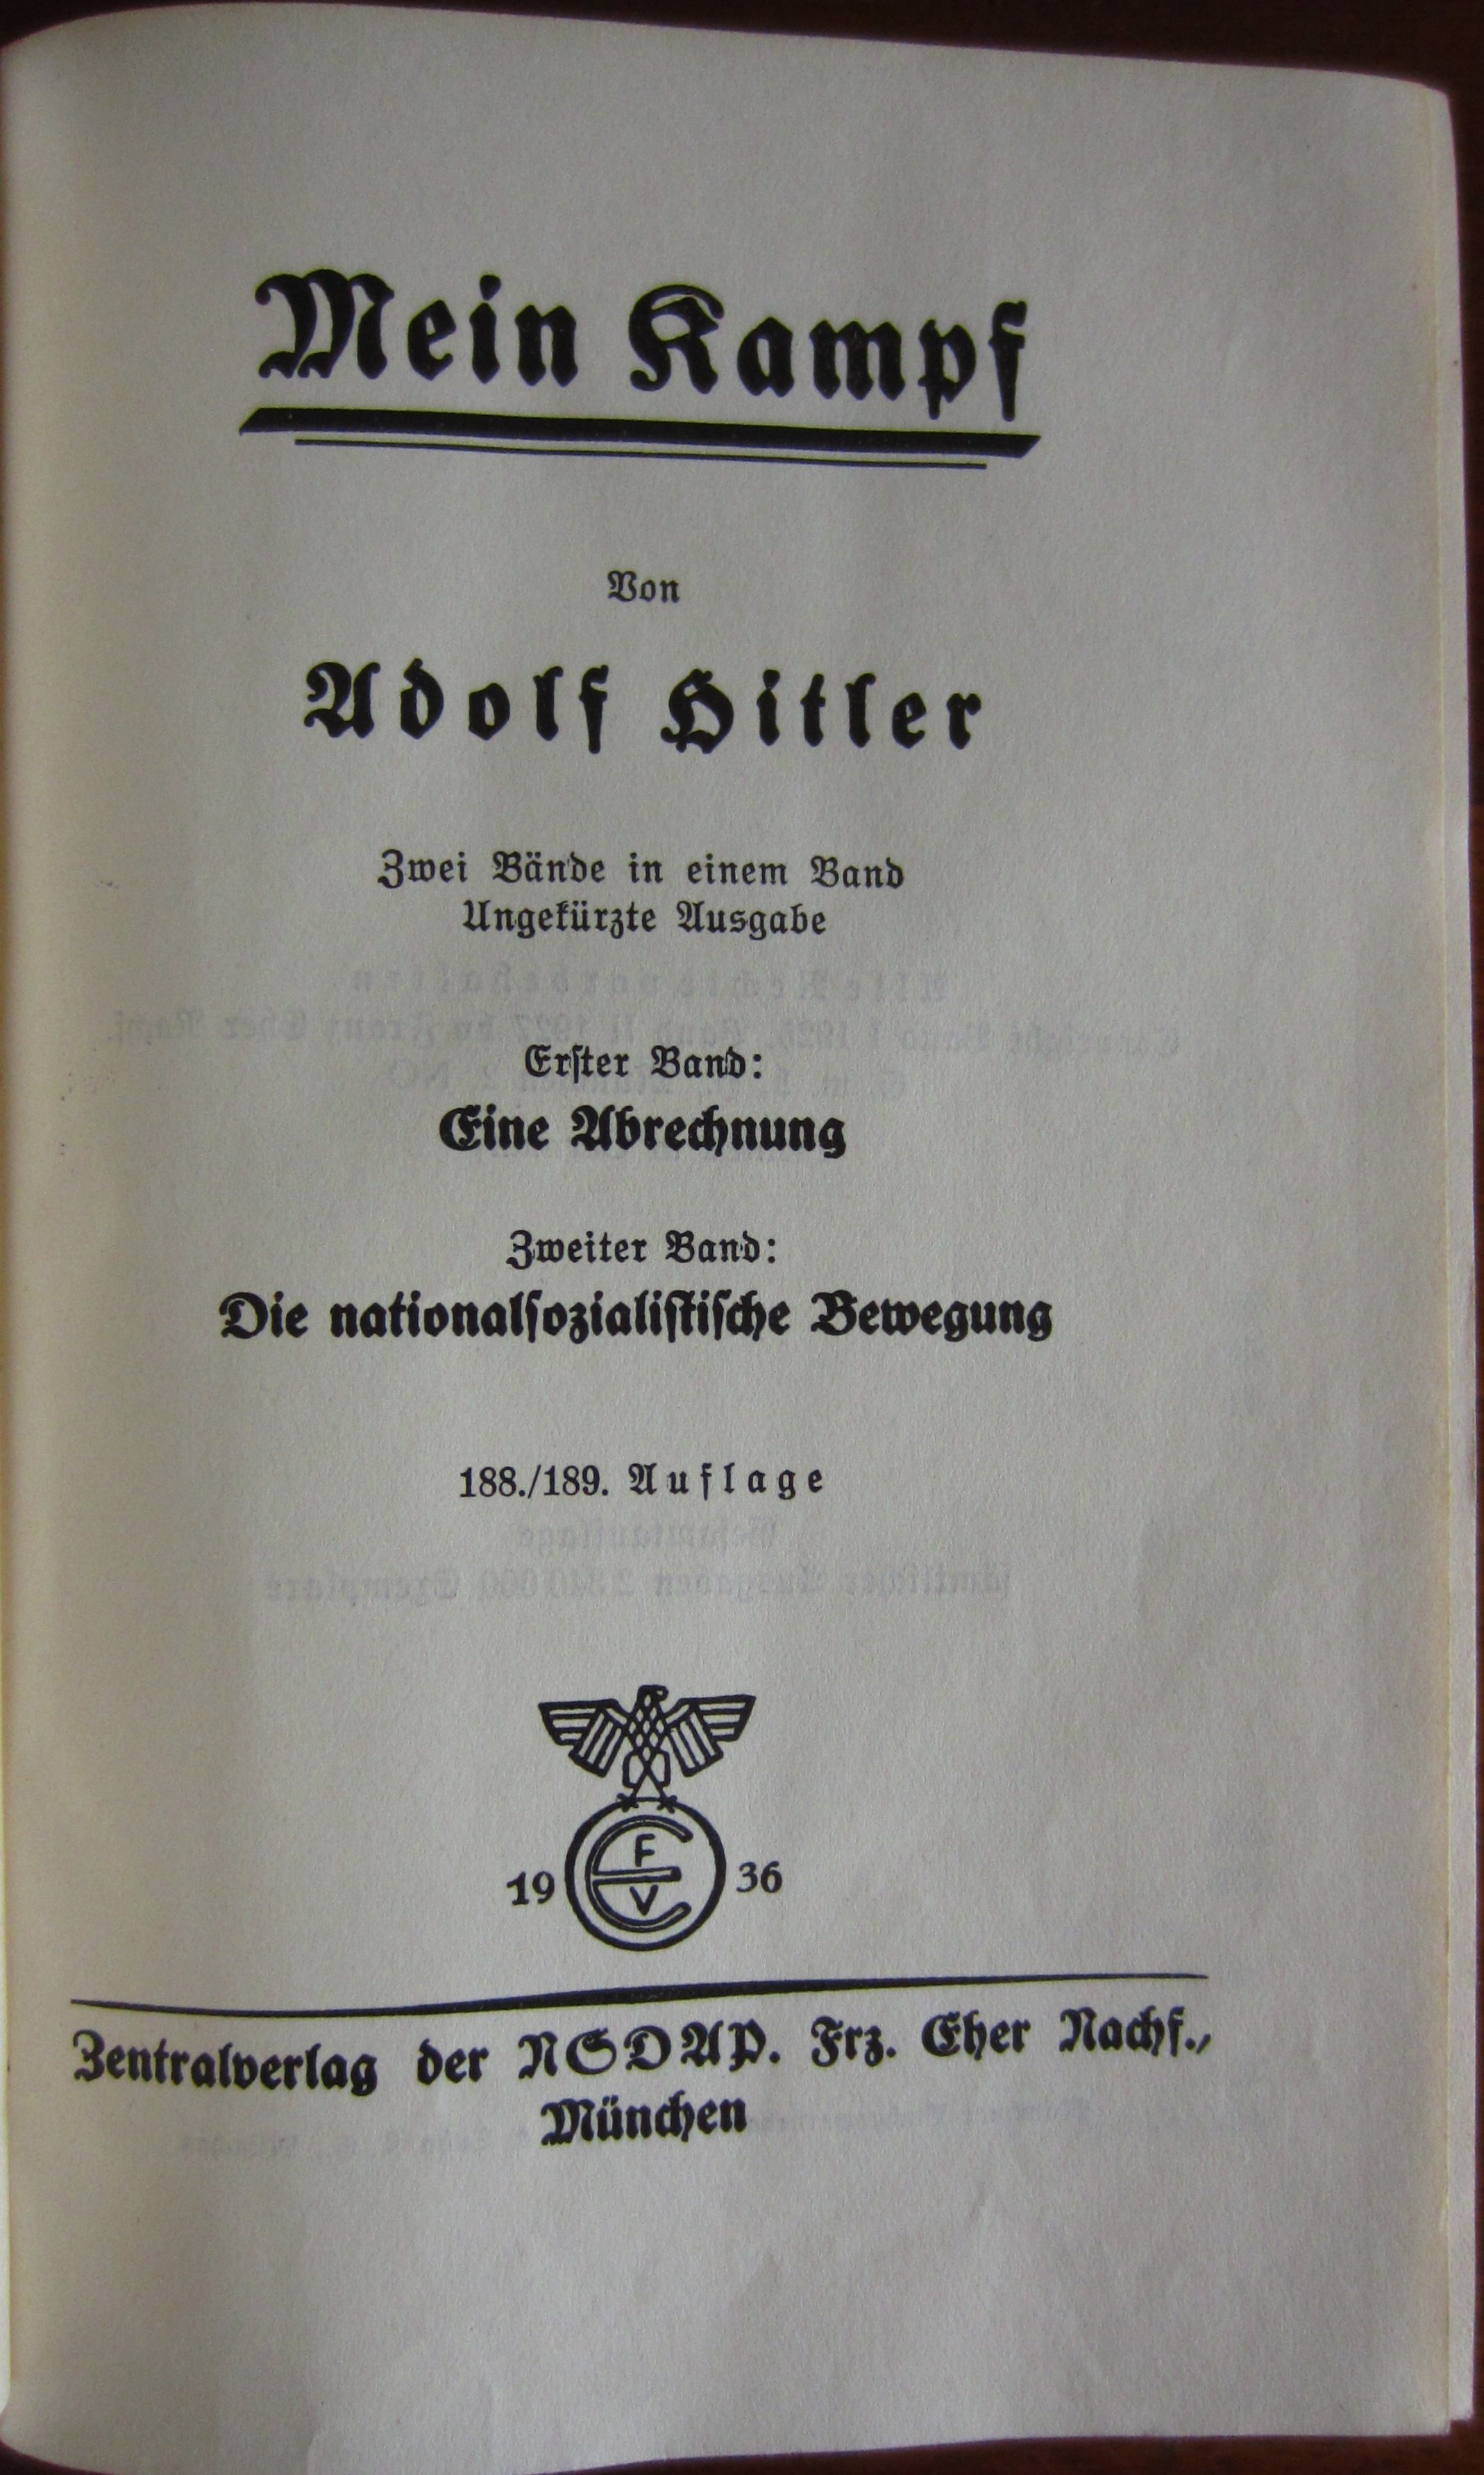 Mein Kampf
Von
Adolf Hitler
Zwei Bände in einem Band
Ungekürzte Ausgabe
Erſter Band:
Eine Abrechnung
Zweiter Band:
Die nationalſozialiſtiſche Bewegung
188./189. Auflage
F
19 E 36
V
Zentralverlag der NSDAP. Frz. Eher Nachf.,
München